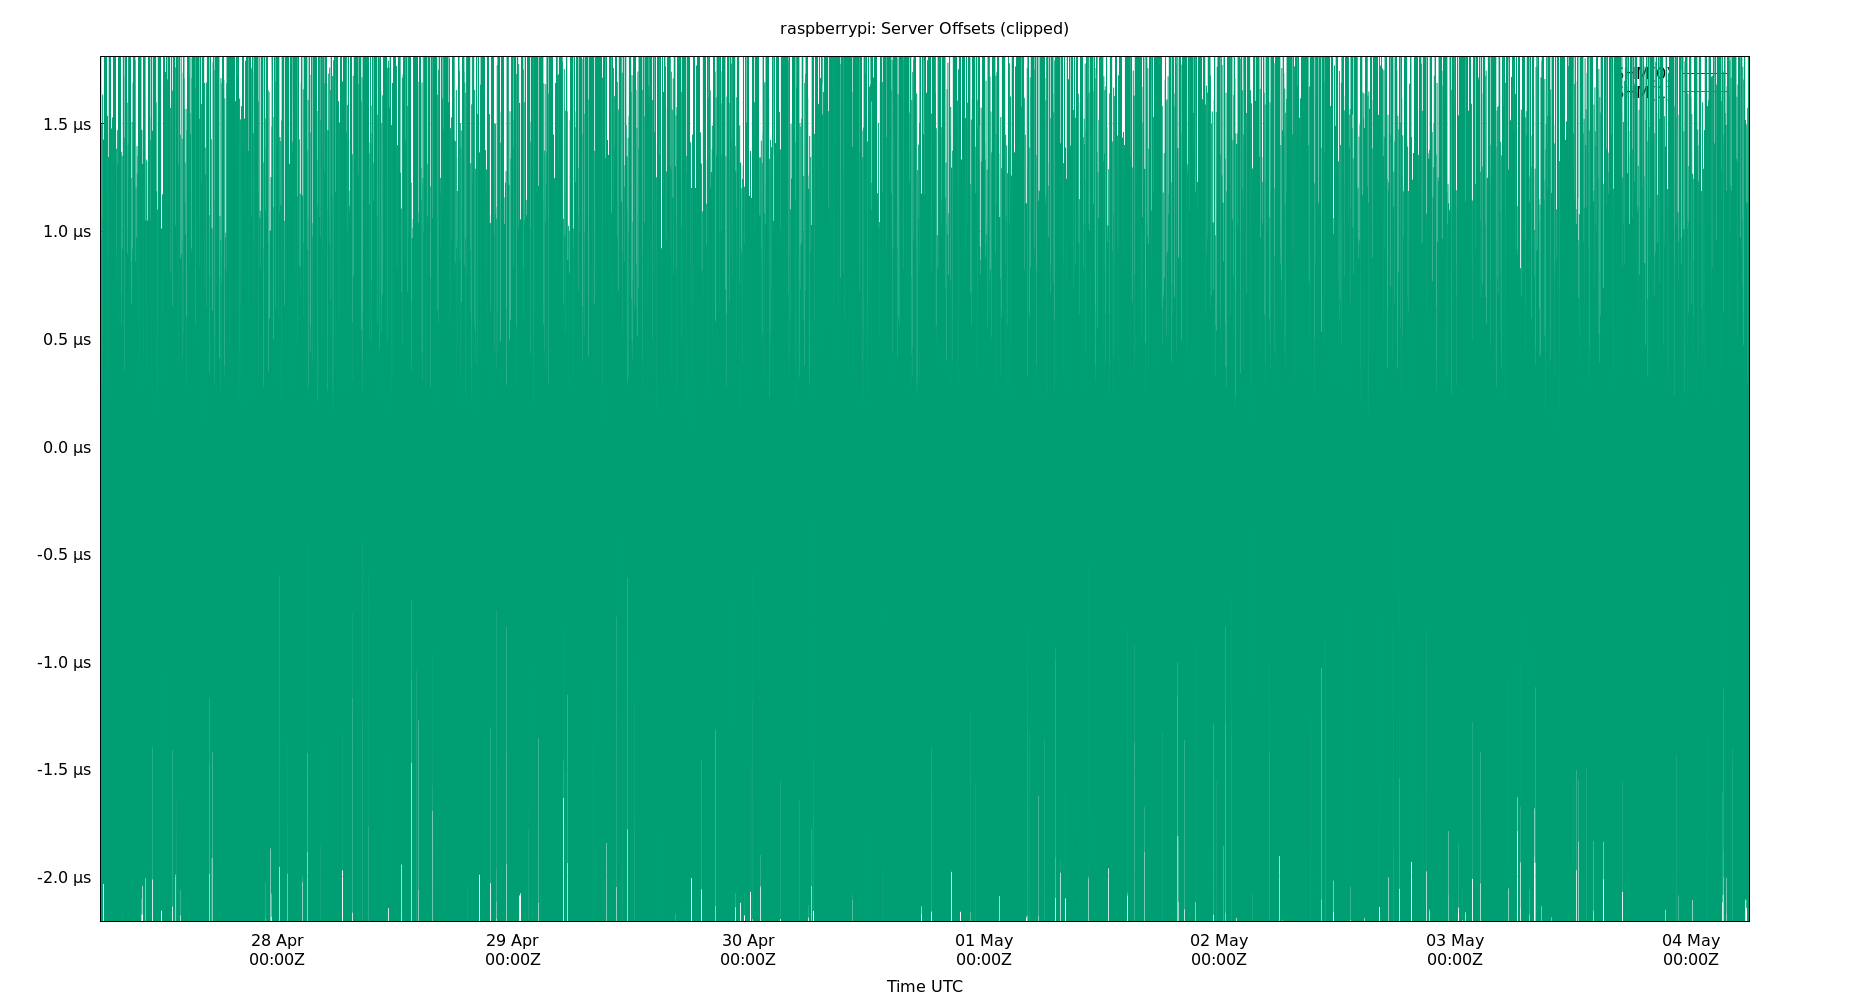 raspberrypi: Server Offsets (clipped)
SHM(0)
1.5 µs
1.0 µs
0.5 µs
0.0 µs
-0.5 µs
-1.0 µs
-1.5 µs
-2.0 µs
28 Apr 29 Apr 30 Apr 01 May 02 May 03 May 04 May
00:00Z 00:00Z 00:00Z 00:00Z 00:00Z 00:00Z 00:00Z
Time UTC